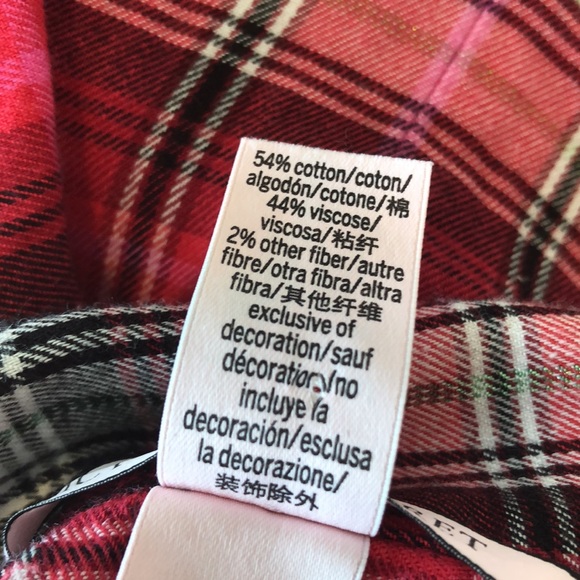 54% cotton/coton/
algodón/cotone/棉
44% viscose/
viscosa/粘纤
2% other fiber/autre
fibre/otra fibra/altra
fibra/其他纤维
exclusive of
decoration/sauf
décoration/no
incluye la
decoración/esclusa
la decorazione/
装饰除外
RET